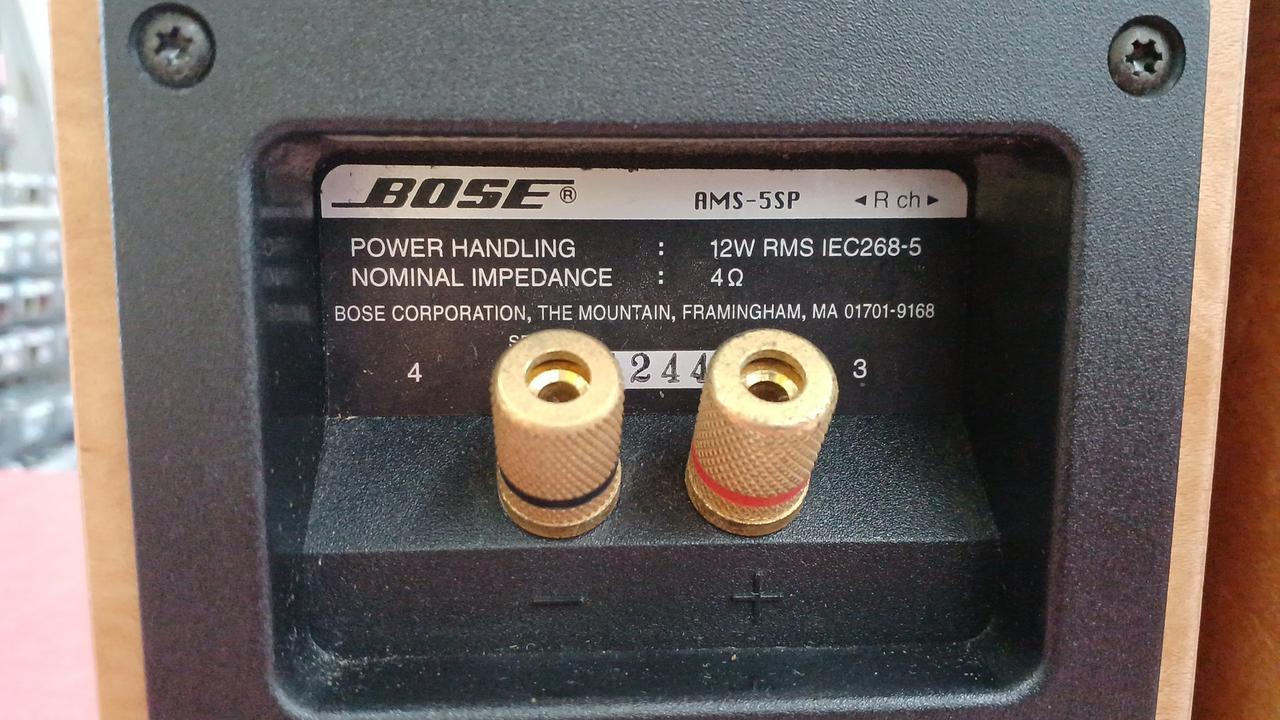 BOSE® AMS-5SP ◄ R ch ►
POWER HANDLING : 12W RMS IEC268-5
NOMINAL IMPEDANCE : 4Ω
BOSE CORPORATION, THE MOUNTAIN, FRAMINGHAM, MA 01701-9168
4 244 3
− +